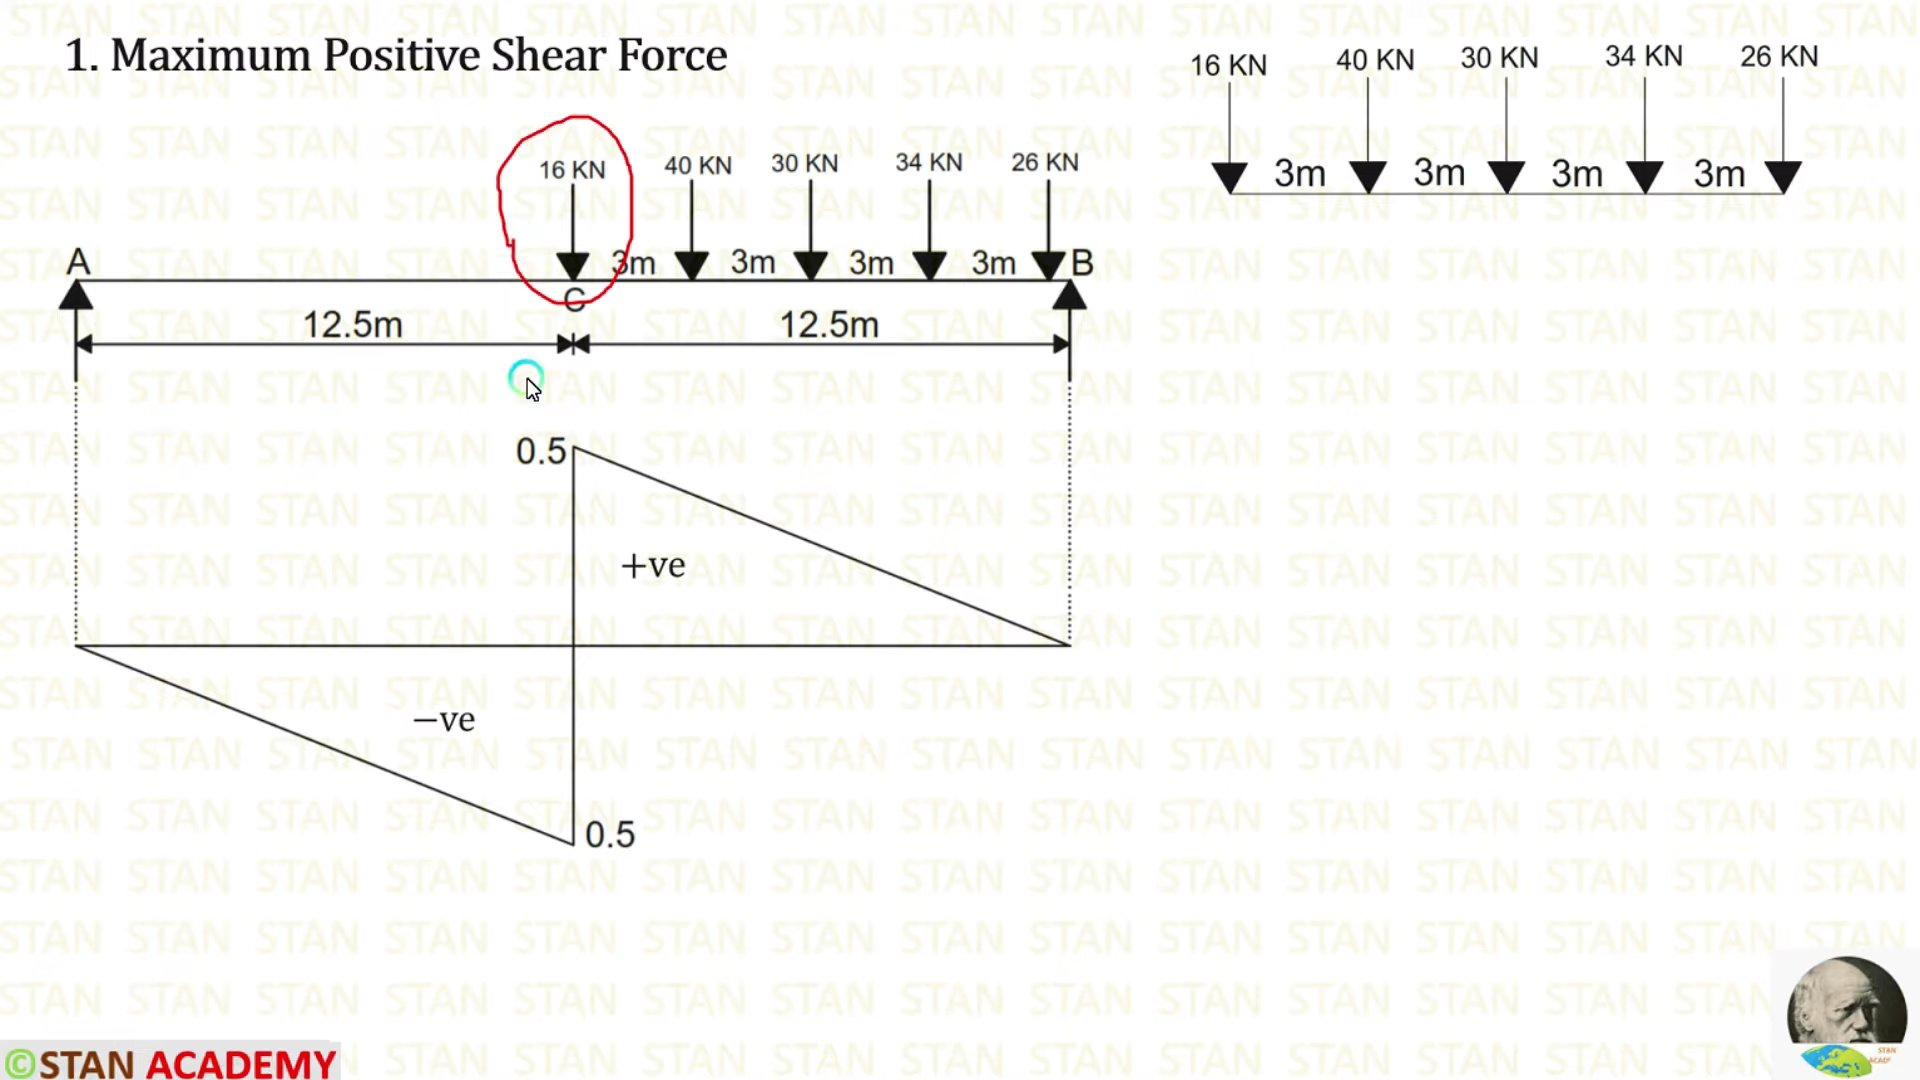 1. Maximum Positive Shear Force
16 KN 40 KN 30 KN 34 KN 26 KN
3m 3m 3m 3m
16 KN 40 KN 30 KN 34 KN 26 KN
A 3m 3m 3m 3m B
C
12.5m 12.5m
0.5
+ve
−ve
0.5
©STAN ACADEMY
STAN